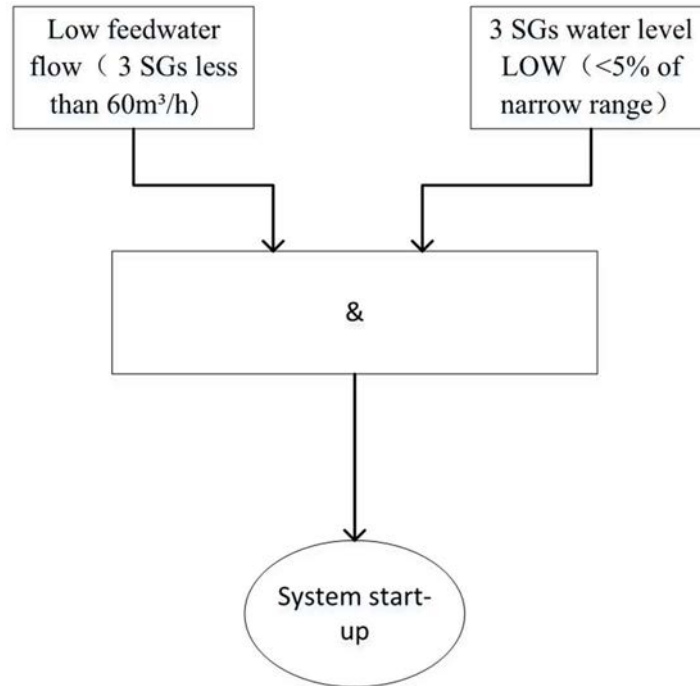 Low feedwater
flow（ 3 SGs less
than 60m³/h）
3 SGs water level
LOW（<5% of
narrow range）
&
System start-
up